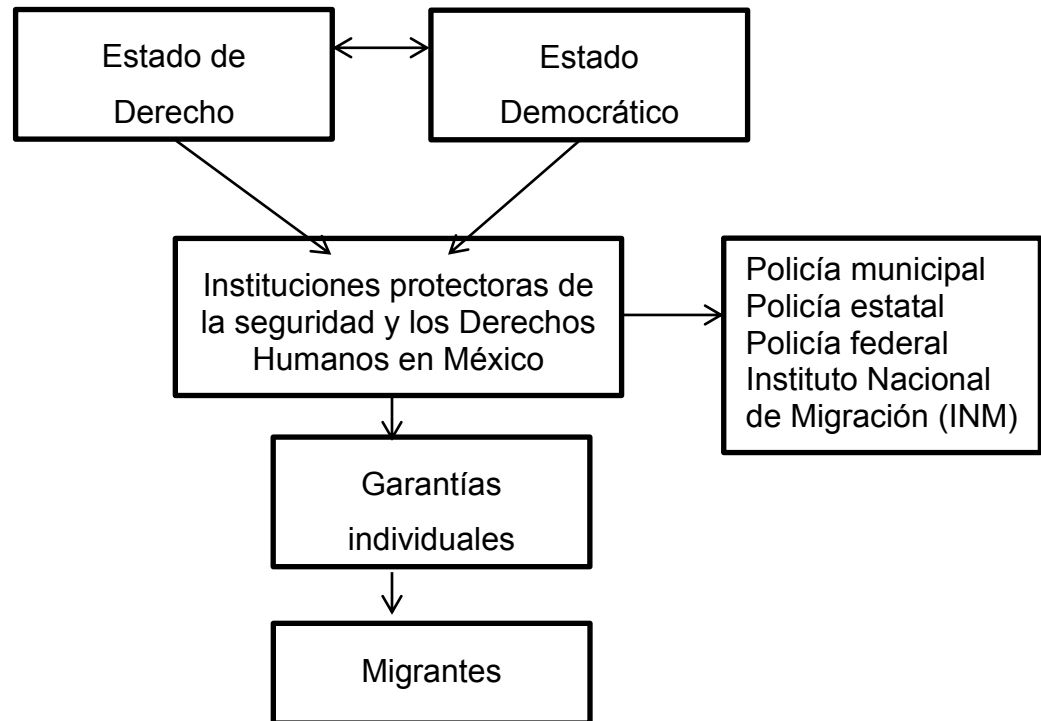 Estado de
Derecho
Estado
Democrático
Instituciones protectoras de
la seguridad y los Derechos
Humanos en México
Policía municipal
Policía estatal
Policía federal
Instituto Nacional
de Migración (INM)
Garantías
individuales
Migrantes